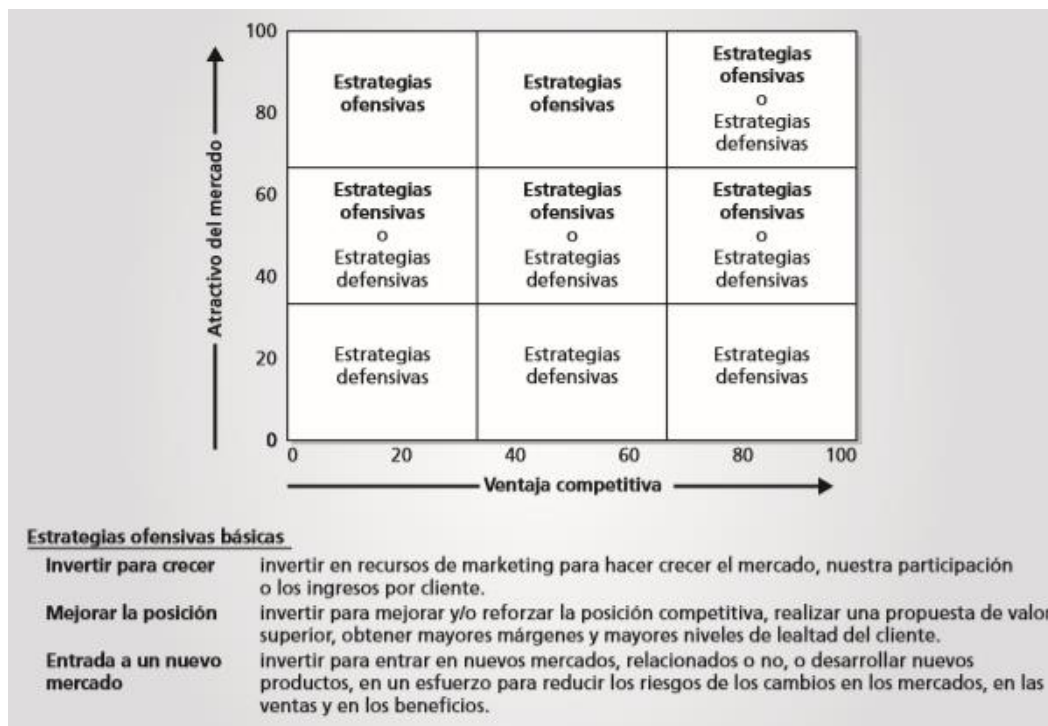 100
Estrategias
ofensivas
Estrategias
ofensivas
Estrategias
ofensivas
o
Estrategias
defensivas
80
Atractivo del mercado
60
Estrategias
ofensivas
o
Estrategias
defensivas
Estrategias
ofensivas
o
Estrategias
defensivas
Estrategias
ofensivas
o
Estrategias
defensivas
40
20
Estrategias
defensivas
Estrategias
defensivas
Estrategias
defensivas
0
0 20 40 60 80 100
Ventaja competitiva
Estrategias ofensivas básicas
Invertir para crecer invertir en recursos de marketing para hacer crecer el mercado, nuestra participación
o los ingresos por cliente.
Mejorar la posición invertir para mejorar y/o reforzar la posición competitiva, realizar una propuesta de valor
superior, obtener mayores márgenes y mayores niveles de lealtad del cliente.
Entrada a un nuevo invertir para entrar en nuevos mercados, relacionados o no, o desarrollar nuevos
mercado productos, en un esfuerzo para reducir los riesgos de los cambios en los mercados, en las
ventas y en los beneficios.